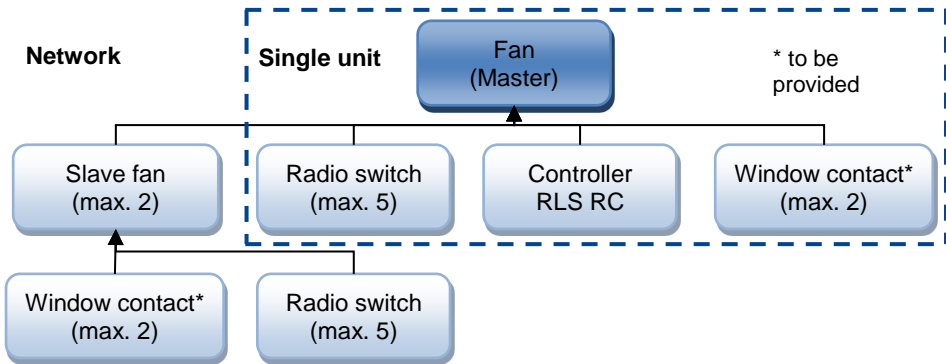 Network
Single unit
Fan
(Master)
* to be
provided
Slave fan
(max. 2)
Radio switch
(max. 5)
Controller
RLS RC
Window contact*
(max. 2)
Window contact*
(max. 2)
Radio switch
(max. 5)